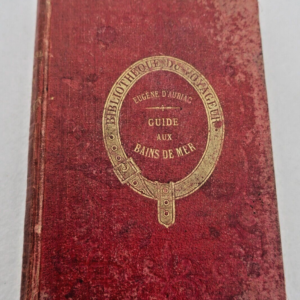 BIBLIOTHÈQUE DU VOYAGEUR
EUGÈNE D'AURIAC
GUIDE
AUX
BAINS DE MER